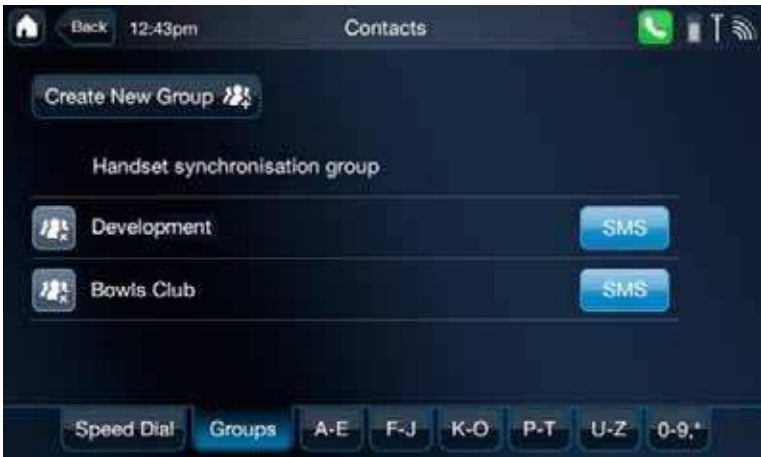 Back 12:43pm Contacts
Create New Group
Handset synchronisation group
Development SMS
Bowls Club SMS
Speed Dial Groups A-E F-J K-O P-T U-Z 0-9,*